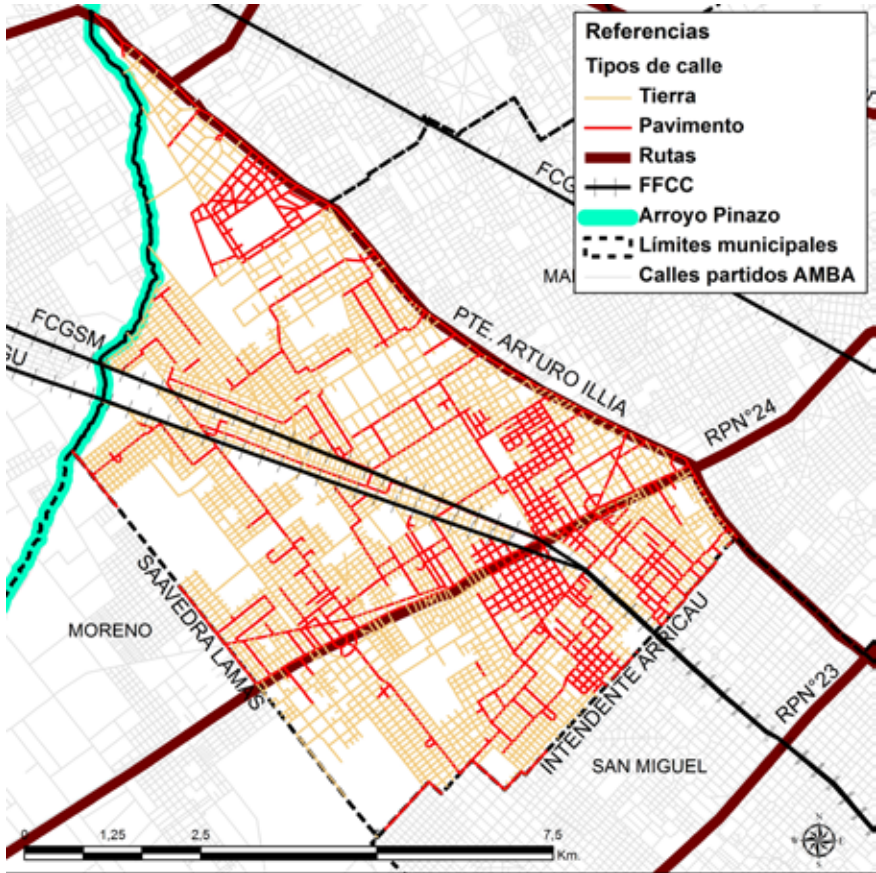 Referencias
Tipos de calle
Tierra
Pavimento
Rutas
FFCC
Arroyo Pinazo
Límites municipales
Calles partidos AMBA
FCG
MAL
FCGSM
GU
PTE. ARTURO ILLIA
RPN°24
SAAVEDRA LAMAS
MORENO
INTENDENTE ARRICAU
RPN°23
SAN MIGUEL
0 1,25 2,5 7,5
Km.
N
W E
S